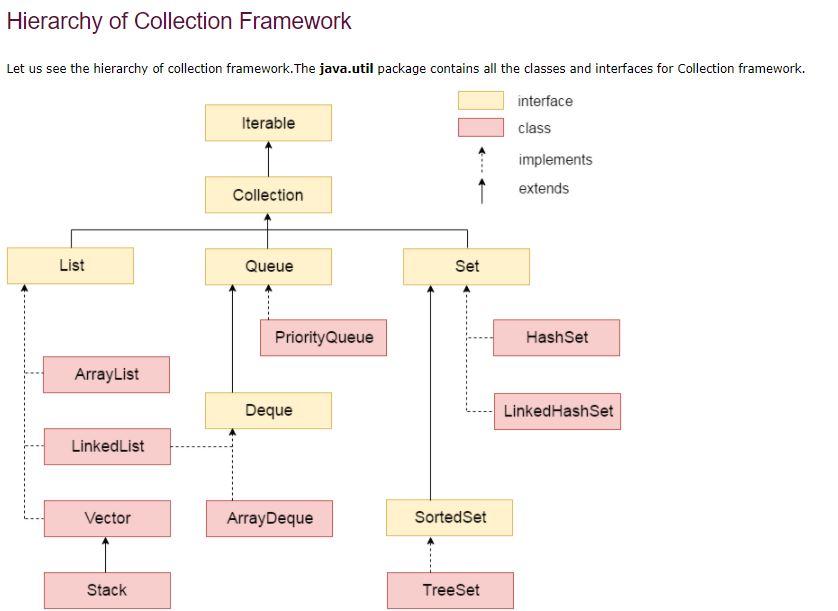 Hierarchy of Collection Framework
Let us see the hierarchy of collection framework.The java.util package contains all the classes and interfaces for Collection framework.
interface
class
implements
extends
Iterable
Collection
List
Queue
Set
PriorityQueue
HashSet
ArrayList
Deque
LinkedHashSet
LinkedList
Vector
ArrayDeque
SortedSet
Stack
TreeSet